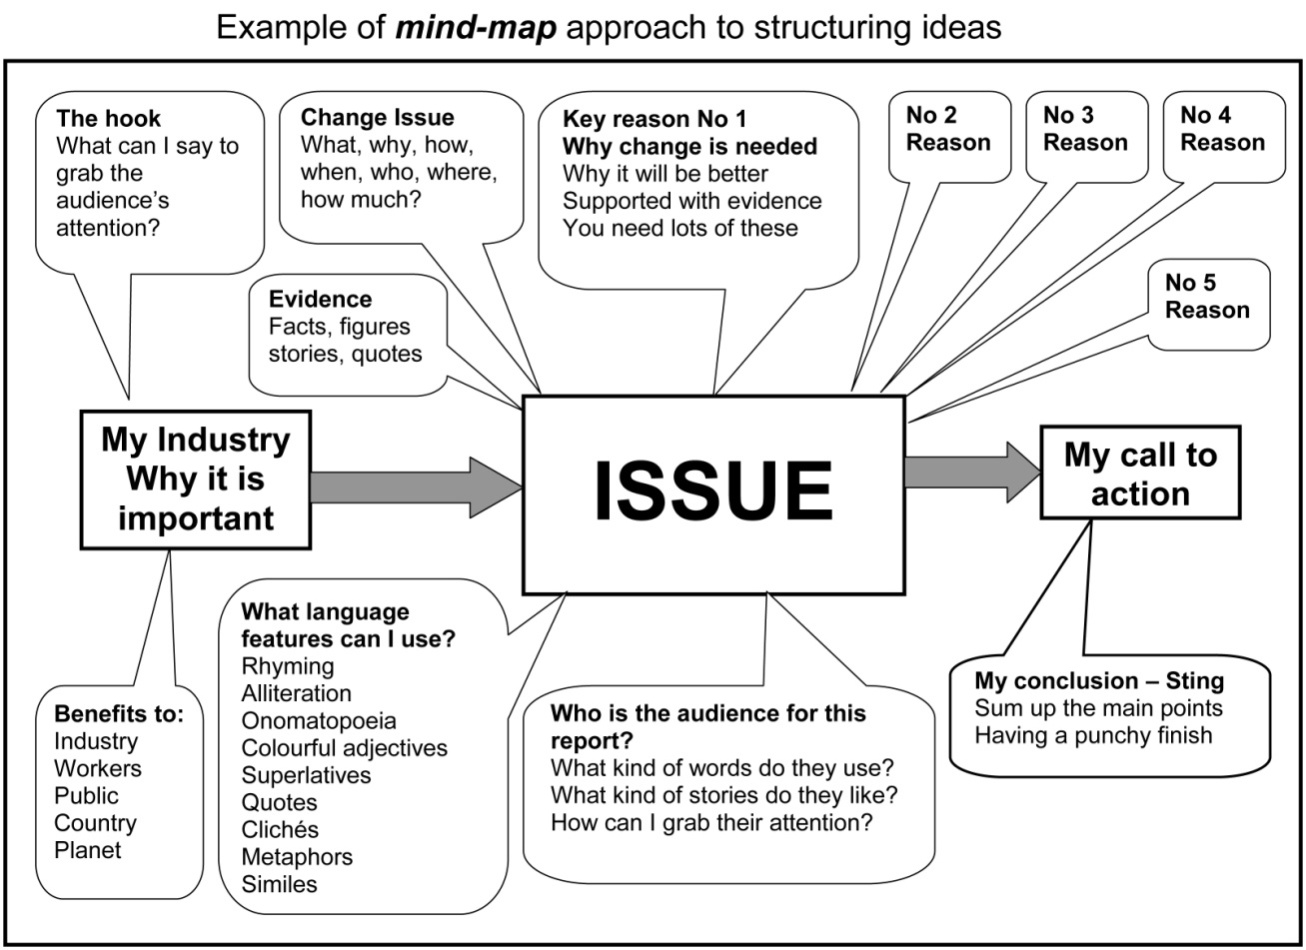 Example of mind-map approach to structuring ideas
The hook
What can I say to
grab the
audience's
attention?
Change Issue
What, why, how,
when, who, where,
how much?
Key reason No 1
Why change is needed
Why it will be better
Supported with evidence
You need lots of these
No 2
Reason
No 3
Reason
No 4
Reason
No 5
Reason
Evidence
Facts, figures
stories, quotes
My Industry
Why it is
important
ISSUE
My call to
action
Benefits to:
Industry
Workers
Public
Country
Planet
What language
features can I use?
Rhyming
Alliteration
Onomatopoeia
Colourful adjectives
Superlatives
Quotes
Clichés
Metaphors
Similes
Who is the audience for this
report?
What kind of words do they use?
What kind of stories do they like?
How can I grab their attention?
My conclusion – Sting
Sum up the main points
Having a punchy finish